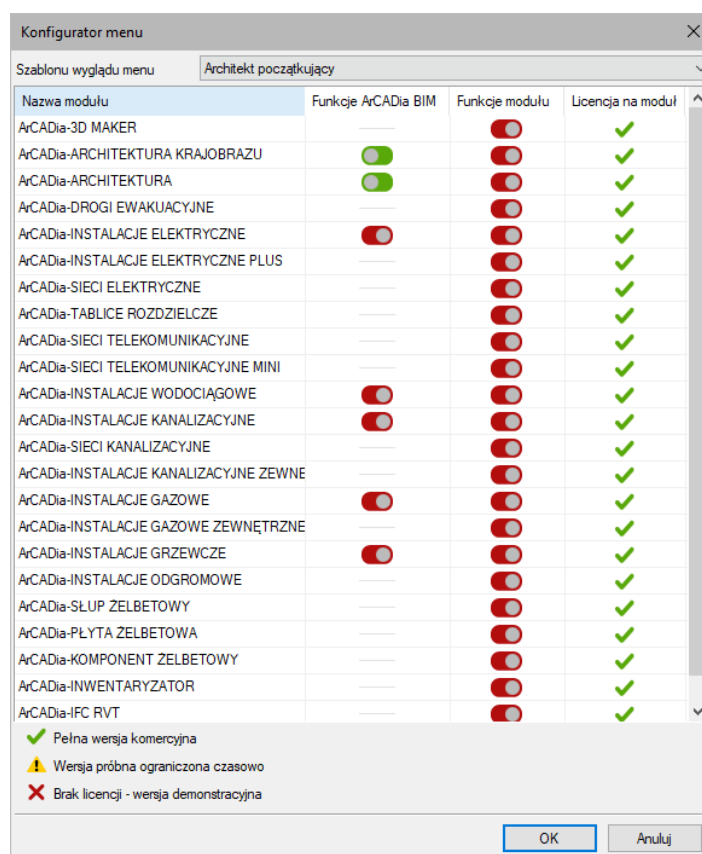 Konfigurator menu
Szablonu wyglądu menu Architekt początkujący
Nazwa modułu Funkcje ArCADia BIM Funkcje modułu Licencja na moduł
ArCADia-3D MAKER
ArCADia-ARCHITEKTURA KRAJOBRAZU
ArCADia-ARCHITEKTURA
ArCADia-DROGI EWAKUACYJNE
ArCADia-INSTALACJE ELEKTRYCZNE
ArCADia-INSTALACJE ELEKTRYCZNE PLUS
ArCADia-SIECI ELEKTRYCZNE
ArCADia-TABLICE ROZDZIELCZE
ArCADia-SIECI TELEKOMUNIKACYJNE
ArCADia-SIECI TELEKOMUNIKACYJNE MINI
ArCADia-INSTALACJE WODOCIĄGOWE
ArCADia-INSTALACJE KANALIZACYJNE
ArCADia-SIECI KANALIZACYJNE
ArCADia-INSTALACJE KANALIZACYJNE ZEWNE
ArCADia-INSTALACJE GAZOWE
ArCADia-INSTALACJE GAZOWE ZEWNĘTRZNE
ArCADia-INSTALACJE GRZEWCZE
ArCADia-INSTALACJE ODGROMOWE
ArCADia-SŁUP ŻELBETOWY
ArCADia-PŁYTA ŻELBETOWA
ArCADia-KOMPONENT ŻELBETOWY
ArCADia-INWENTARYZATOR
ArCADia-IFC RVT
Pełna wersja komercyjna
Wersja próbna ograniczona czasowo
Brak licencji - wersja demonstracyjna
OK Anuluj